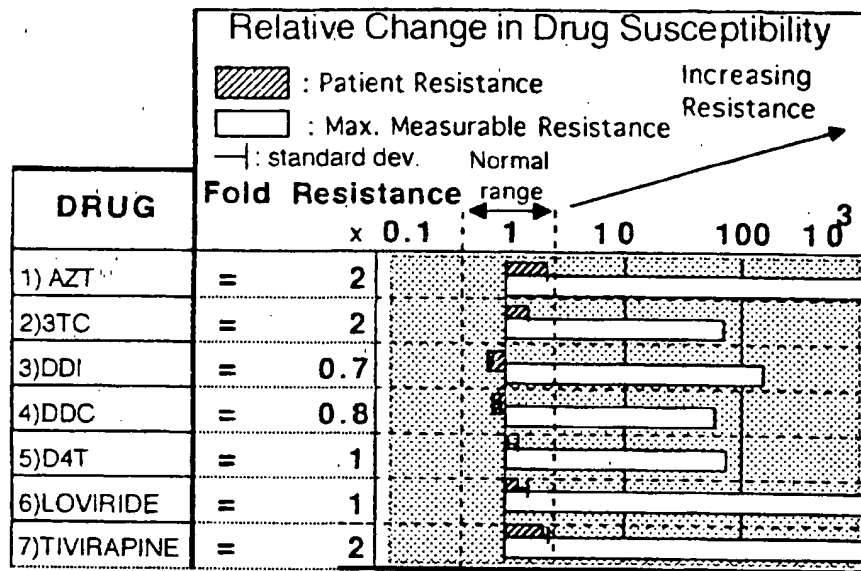 Relative Change in Drug Susceptibility
: Patient Resistance
Increasing
Resistance
: Max. Measurable Resistance
: standard dev.
Normal
range
DRUG
Fold Resistance
x 0.1 1 10 100 10³
1) AZT = 2
2)3TC = 2
3)DDI = 0.7
4)DDC = 0.8
5)D4T = 1
6)LOVIRIDE = 1
7)TIVIRAPINE = 2